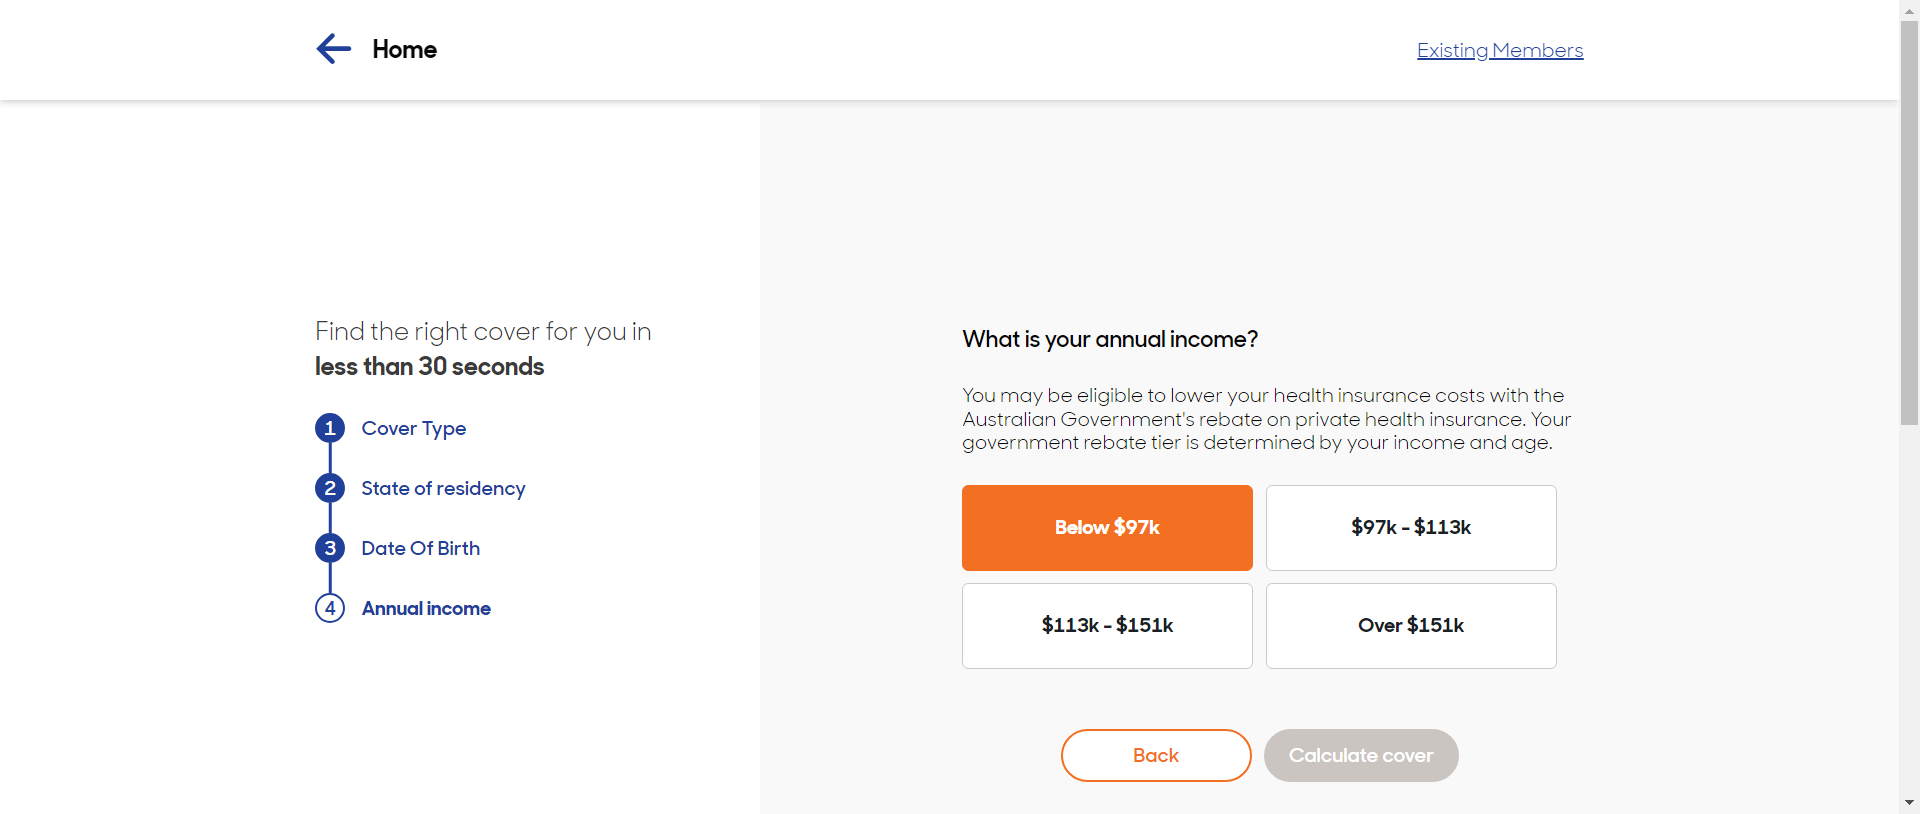 Home
Existing Members
Find the right cover for you in
less than 30 seconds
1 Cover Type
2 State of residency
3 Date Of Birth
4 Annual income
What is your annual income?
You may be eligible to lower your health insurance costs with the
Australian Government's rebate on private health insurance. Your
government rebate tier is determined by your income and age.
Below $97k
$97k - $113k
$113k - $151k
Over $151k
Back
Calculate cover